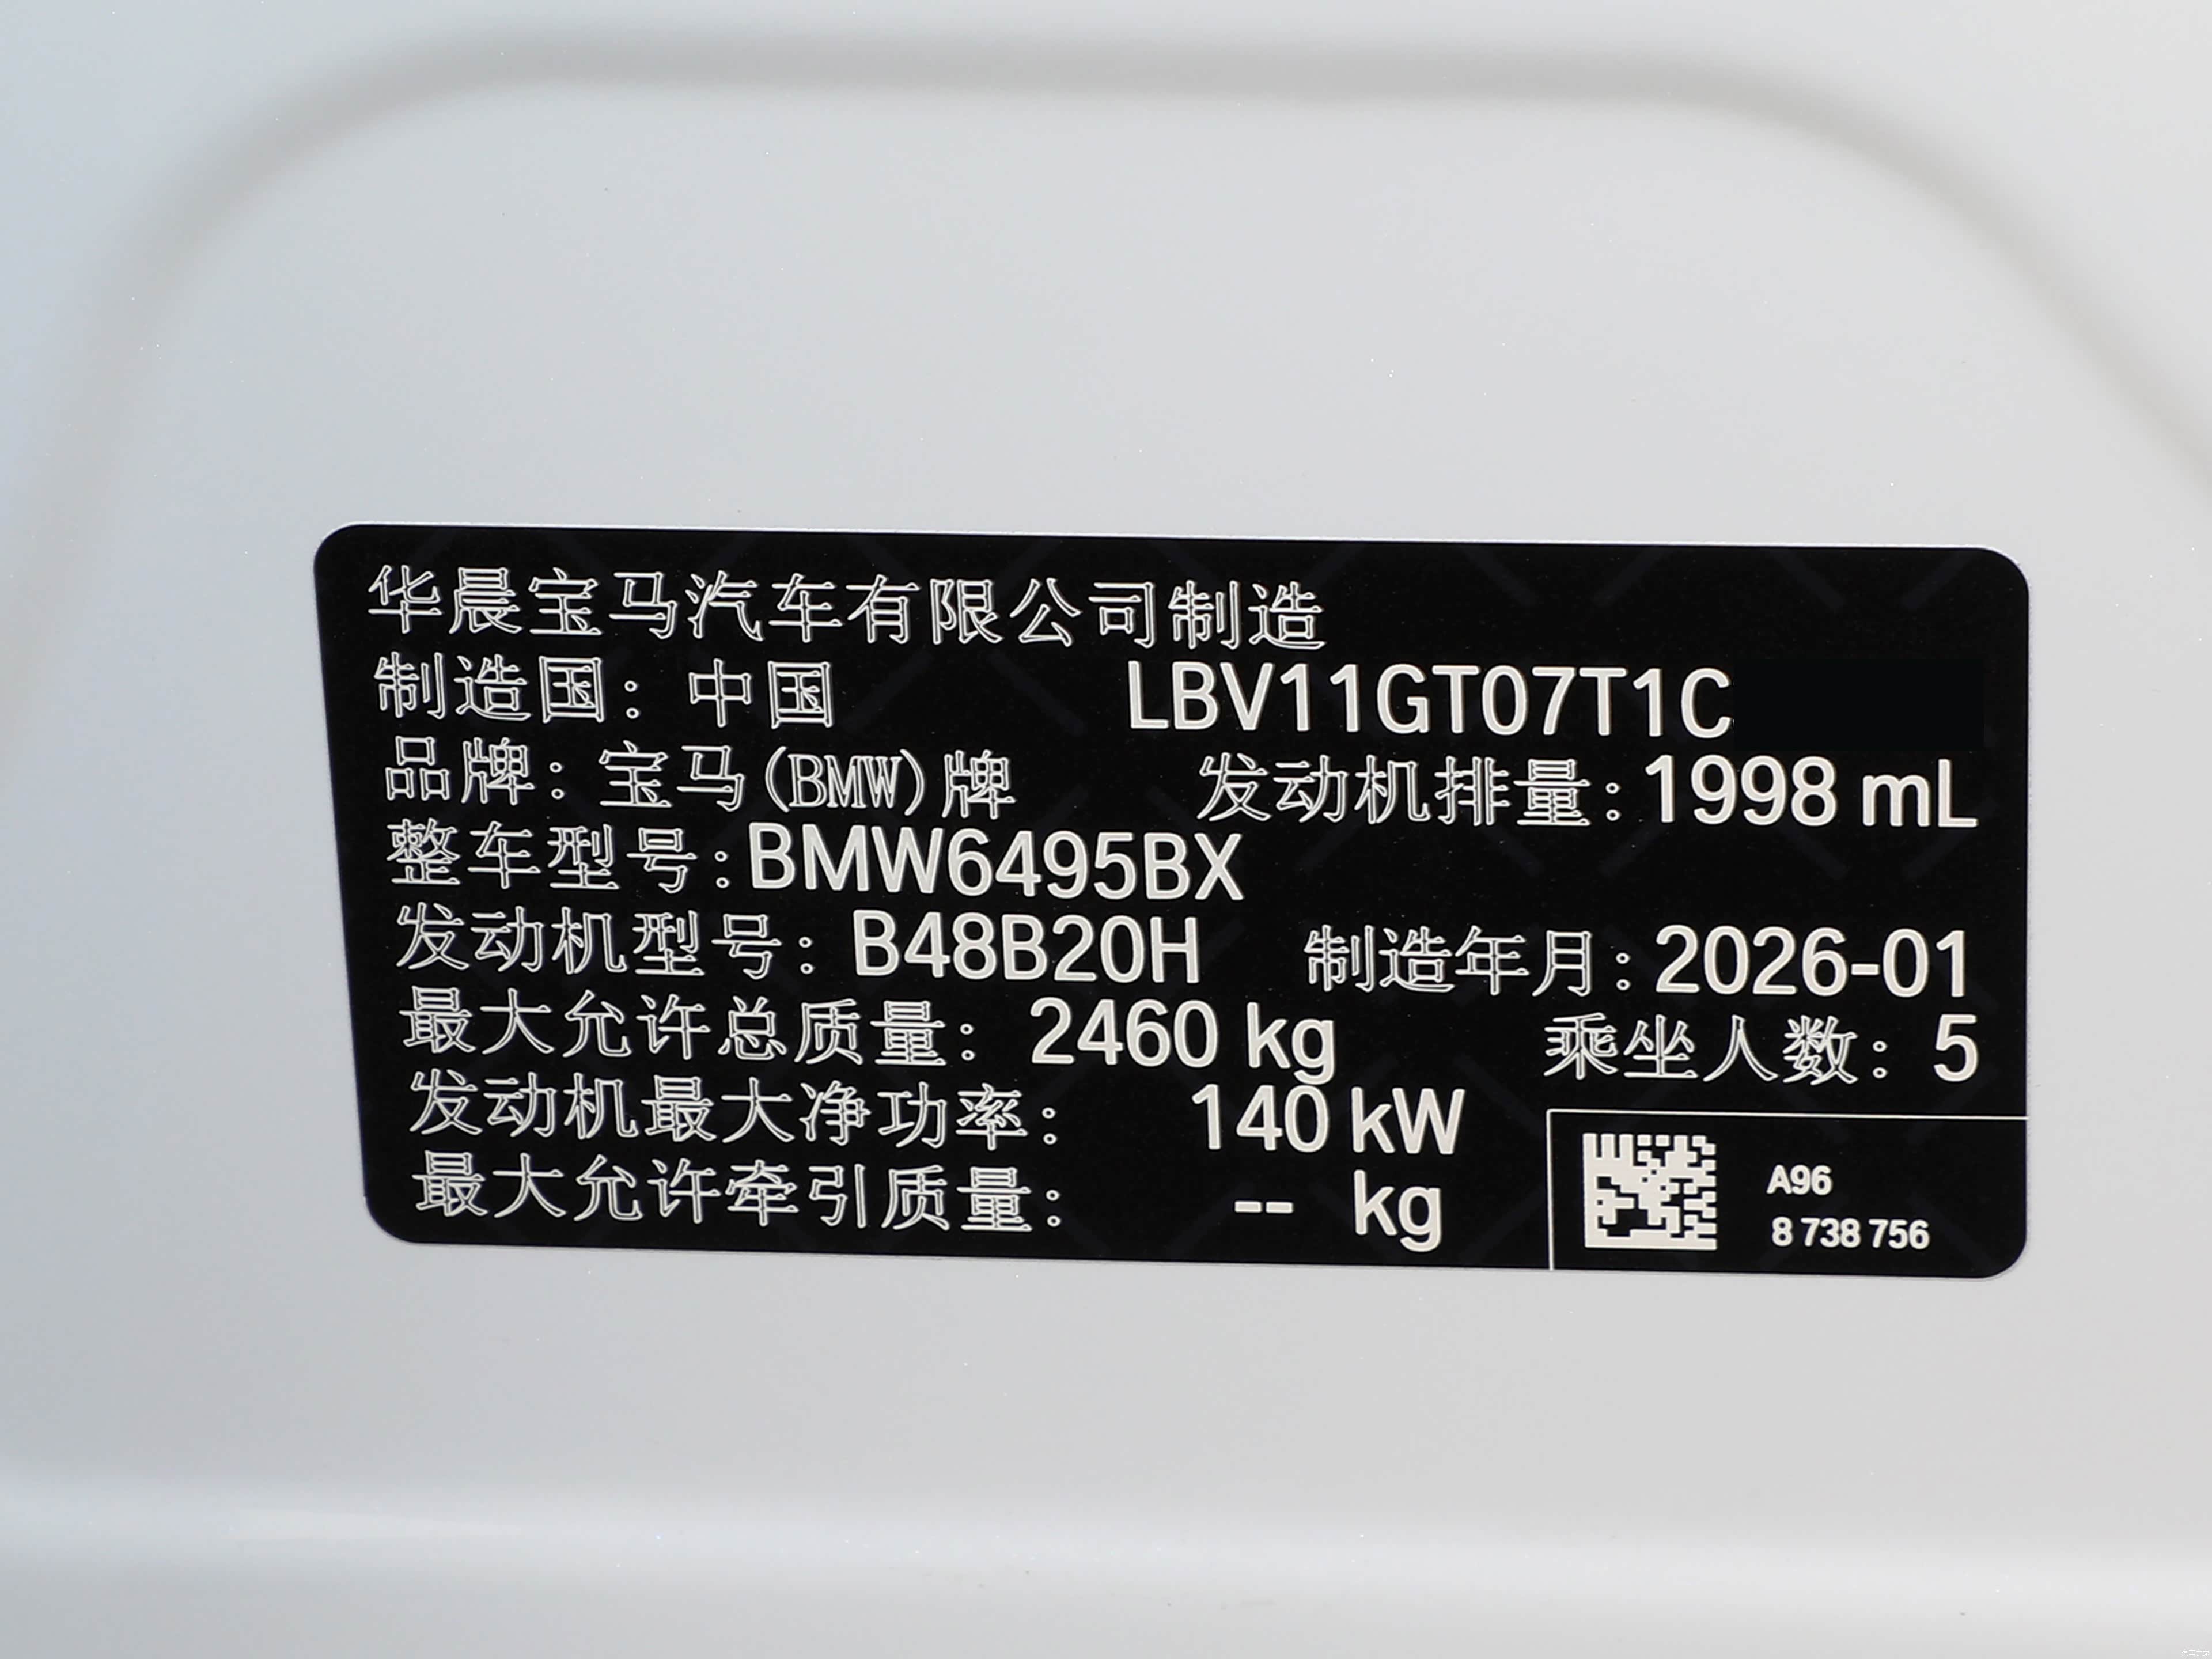 华晨宝马汽车有限公司制造
制造国：中国 LBV11GT07T1C
品牌：宝马(BMW)牌 发动机排量：1998 mL
整车型号：BMW6495BX
发动机型号：B48B20H 制造年月：2026-01
最大允许总质量：2460 kg 乘坐人数：5
发动机最大净功率：140 kW
最大允许牵引质量：-- kg
A96
8 738 756
汽车之家